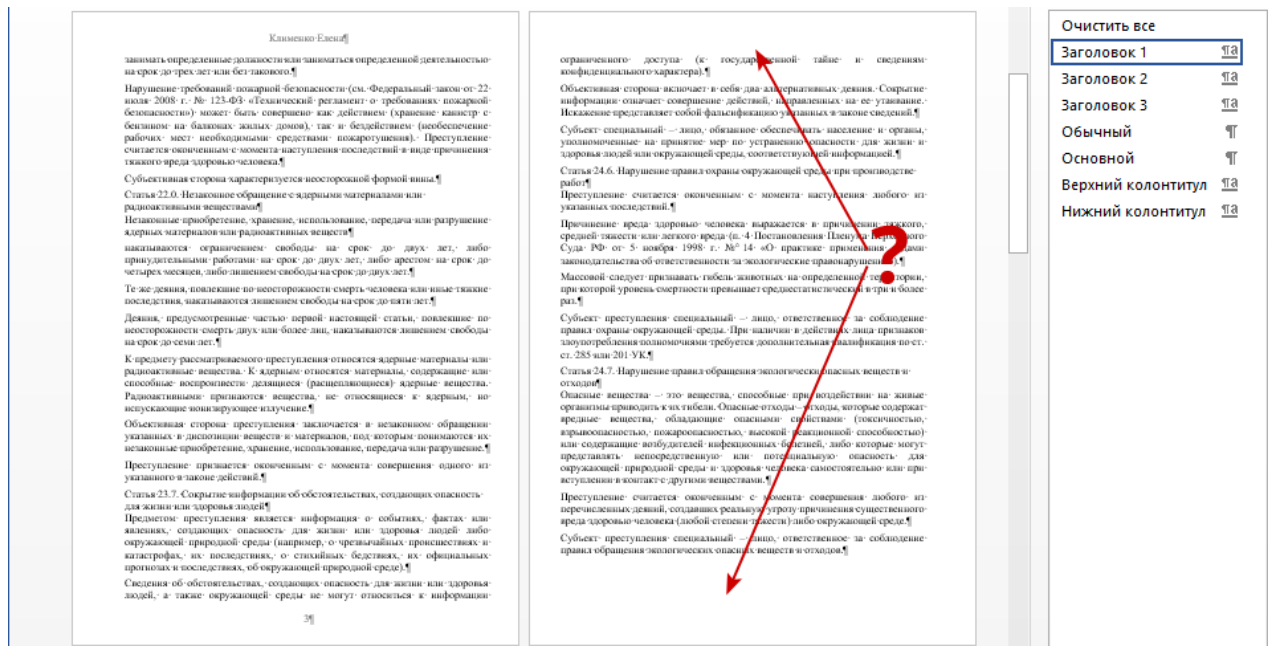 Клименко Елена¶
занимать определенные должности или заниматься определенной деятельностью
на срок до трех лет или без такового.¶
Нарушение требований пожарной безопасности (см. Федеральный закон от 22
июля 2008 г. № 123-ФЗ «Технический регламент о требованиях пожарной
безопасности») может быть совершено как действием (хранение канистр с
бензином на балконах жилых домов), так и бездействием (необеспечение
рабочих мест необходимыми средствами пожаротушения). Преступление
считается оконченным с момента наступления последствий в виде причинения
тяжкого вреда здоровью человека.¶
Субъективная сторона характеризуется неосторожной формой вины.¶
Статья 22.0. Незаконное обращение с ядерными материалами или
радиоактивными веществами¶
Незаконные приобретение, хранение, использование, передача или разрушение
ядерных материалов или радиоактивных веществ¶
наказываются ограничением свободы на срок до двух лет, либо
принудительными работами на срок до двух лет, либо арестом на срок до
четырех месяцев, либо лишением свободы на срок до двух лет.¶
Те же деяния, повлекшие по неосторожности смерть человека или иные тяжкие
последствия, наказываются лишением свободы на срок до пяти лет.¶
Деяния, предусмотренные частью первой настоящей статьи, повлекшие по
неосторожности смерть двух или более лиц, наказываются лишением свободы
на срок до семи лет.¶
К предмету рассматриваемого преступления относятся ядерные материалы или
радиоактивные вещества. К ядерным относятся материалы, содержащие или
способные воспроизвести делящиеся (расщепляющиеся) ядерные вещества.
Радиоактивными признаются вещества, не относящиеся к ядерным, но
испускающие ионизирующее излучение.¶
Объективная сторона преступления заключается в незаконном обращении
указанных в диспозиции веществ и материалов, под которым понимаются их
незаконные приобретение, хранение, использование, передача или разрушение.¶
Преступление признается оконченным с момента совершения одного из
указанного в законе действий.¶
Статья 23.7. Сокрытие информации об обстоятельствах, создающих опасность
для жизни или здоровья людей¶
Предметом преступления является информация о событиях, фактах или
явлениях, создающих опасность для жизни или здоровья людей либо
окружающей природной среды (например, о чрезвычайных происшествиях и
катастрофах, их последствиях, о стихийных бедствиях, их официальных
прогнозах и последствиях, об окружающей природной среде).¶
Сведения об обстоятельствах, создающих опасность для жизни или здоровья
людей, а также окружающей среды не могут относиться к информации
3¶
ограниченного доступа (к государственной тайне и сведениям
конфиденциального характера).¶
Объективная сторона включает в себя два альтернативных деяния. Сокрытие
информации означает совершение действий, направленных на ее утаивание.
Искажение представляет собой фальсификацию указанных в законе сведений.¶
Субъект специальный – лицо, обязанное обеспечивать население и органы,
уполномоченные на принятие мер по устранению опасности для жизни и
здоровья людей или окружающей среды, соответствующей информацией.¶
Статья 24.6. Нарушение правил охраны окружающей среды при производстве
работ¶
Преступление считается оконченным с момента наступления любого из
указанных последствий.¶
Причинение вреда здоровью человека выражается в причинении тяжкого,
средней тяжести или легкого вреда (п. 4 Постановления Пленума Верховного
Суда РФ от 5 ноября 1998 г. № 14 «О практике применения судами
законодательства об ответственности за экологические правонарушения»).¶
Массовой следует признавать гибель животных на определенной территории,
при которой уровень смертности превышает среднестатистический в три и более
раз.¶
Субъект преступления специальный – лицо, ответственное за соблюдение
правил охраны окружающей среды. При наличии в действиях лица признаков
злоупотребления полномочиями требуется дополнительная квалификация по ст.
ст. 285 или 201 УК.¶
Статья 24.7. Нарушение правил обращения экологически опасных веществ и
отходов¶
Опасные вещества – это вещества, способные при воздействии на живые
организмы приводить к их гибели. Опасные отходы – отходы, которые содержат
вредные вещества, обладающие опасными свойствами (токсичностью,
взрывоопасностью, пожароопасностью, высокой реакционной способностью)
или содержащие возбудителей инфекционных болезней, либо которые могут
представлять непосредственную или потенциальную опасность для
окружающей природной среды и здоровья человека самостоятельно или при
вступлении в контакт с другими веществами.¶
Преступление считается оконченным с момента совершения любого из
перечисленных деяний, создавших реальную угрозу причинения существенного
вреда здоровью человека (любой степени тяжести) либо окружающей среде.¶
Субъект преступления специальный – лицо, ответственное за соблюдение
правил обращения экологических опасных веществ и отходов.¶
?
Очистить все
Заголовок 1 ¶a
Заголовок 2 ¶a
Заголовок 3 ¶a
Обычный ¶
Основной ¶
Верхний колонтитул ¶a
Нижний колонтитул ¶a